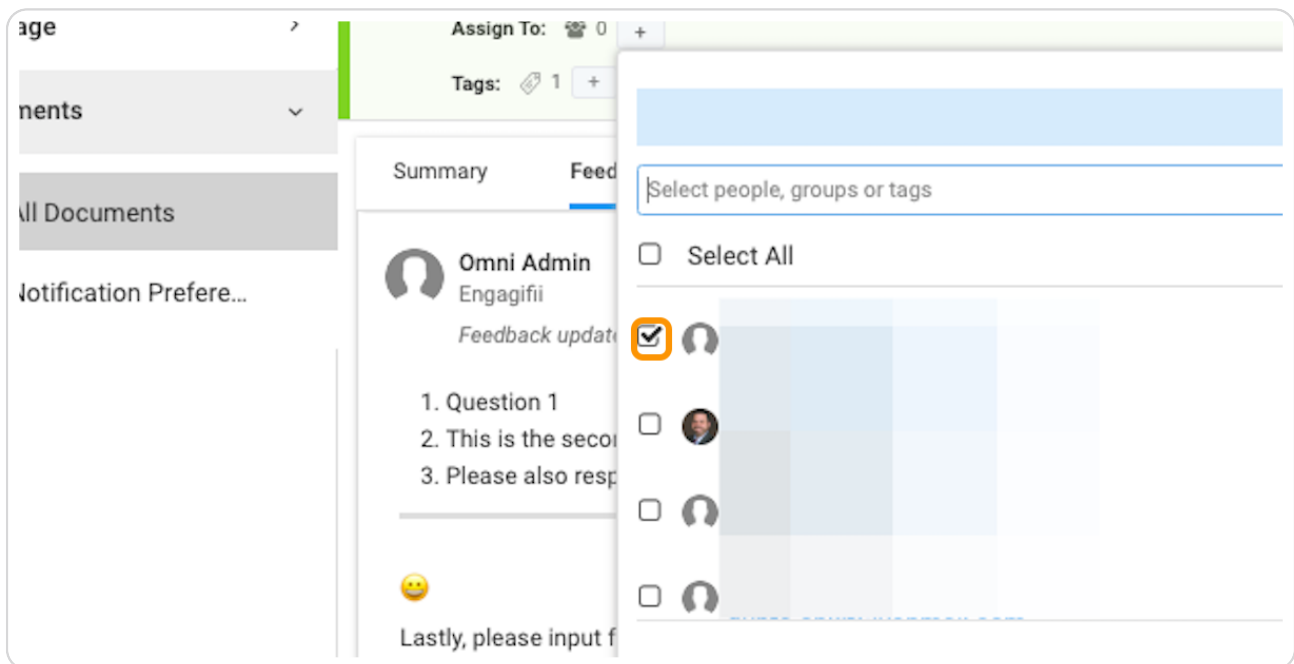 age
Assign To: 0 +
Tags: 1 +
ments
All Documents
Notification Prefere...
Summary
Feed
Omni Admin
Engagifii
Feedback update
1. Question 1
2. This is the secon
3. Please also resp
Lastly, please input f
Select people, groups or tags
Select All